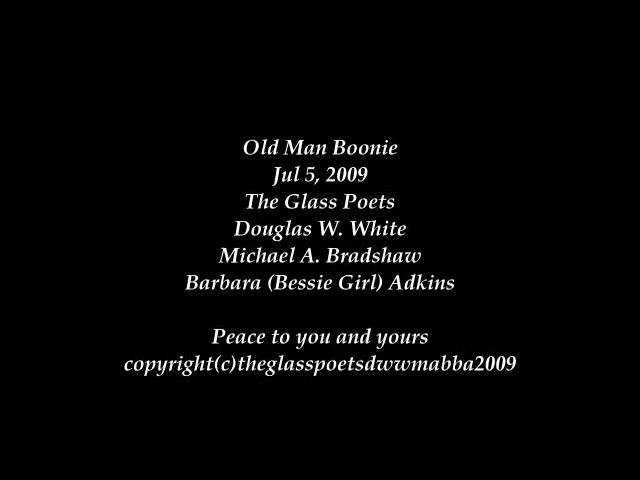 Old Man Boonie
Jul 5, 2009
The Glass Poets
Douglas W. White
Michael A. Bradshaw
Barbara (Bessie Girl) Adkins
Peace to you and yours
copyright(c)theglasspoetsdwwmabba2009